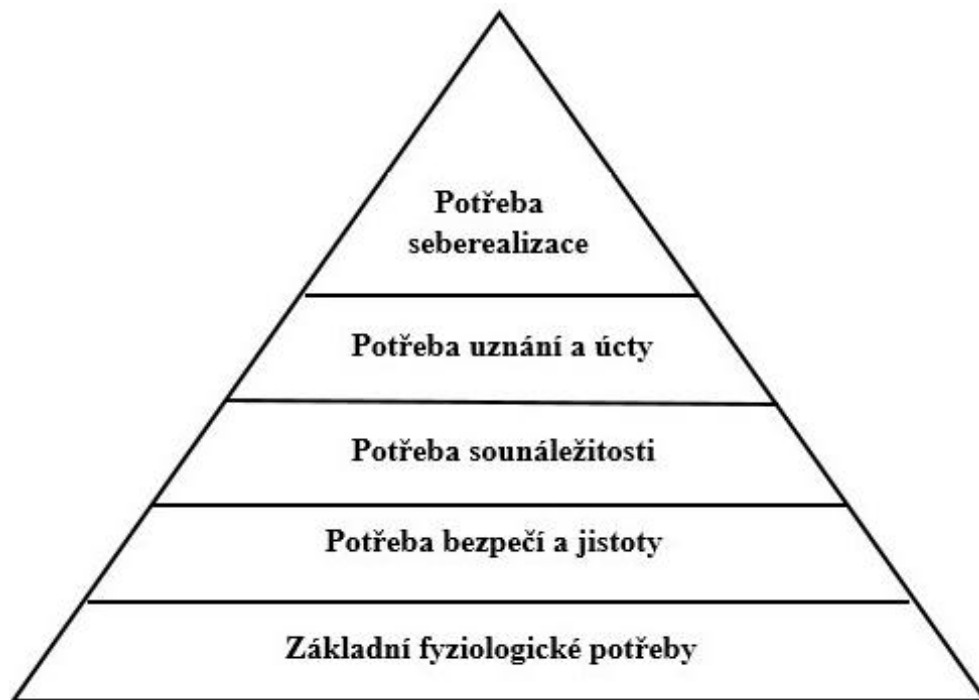 Potřeba
seberealizace
Potřeba uznání a úcty
Potřeba sounáležitosti
Potřeba bezpečí a jistoty
Základní fyziologické potřeby